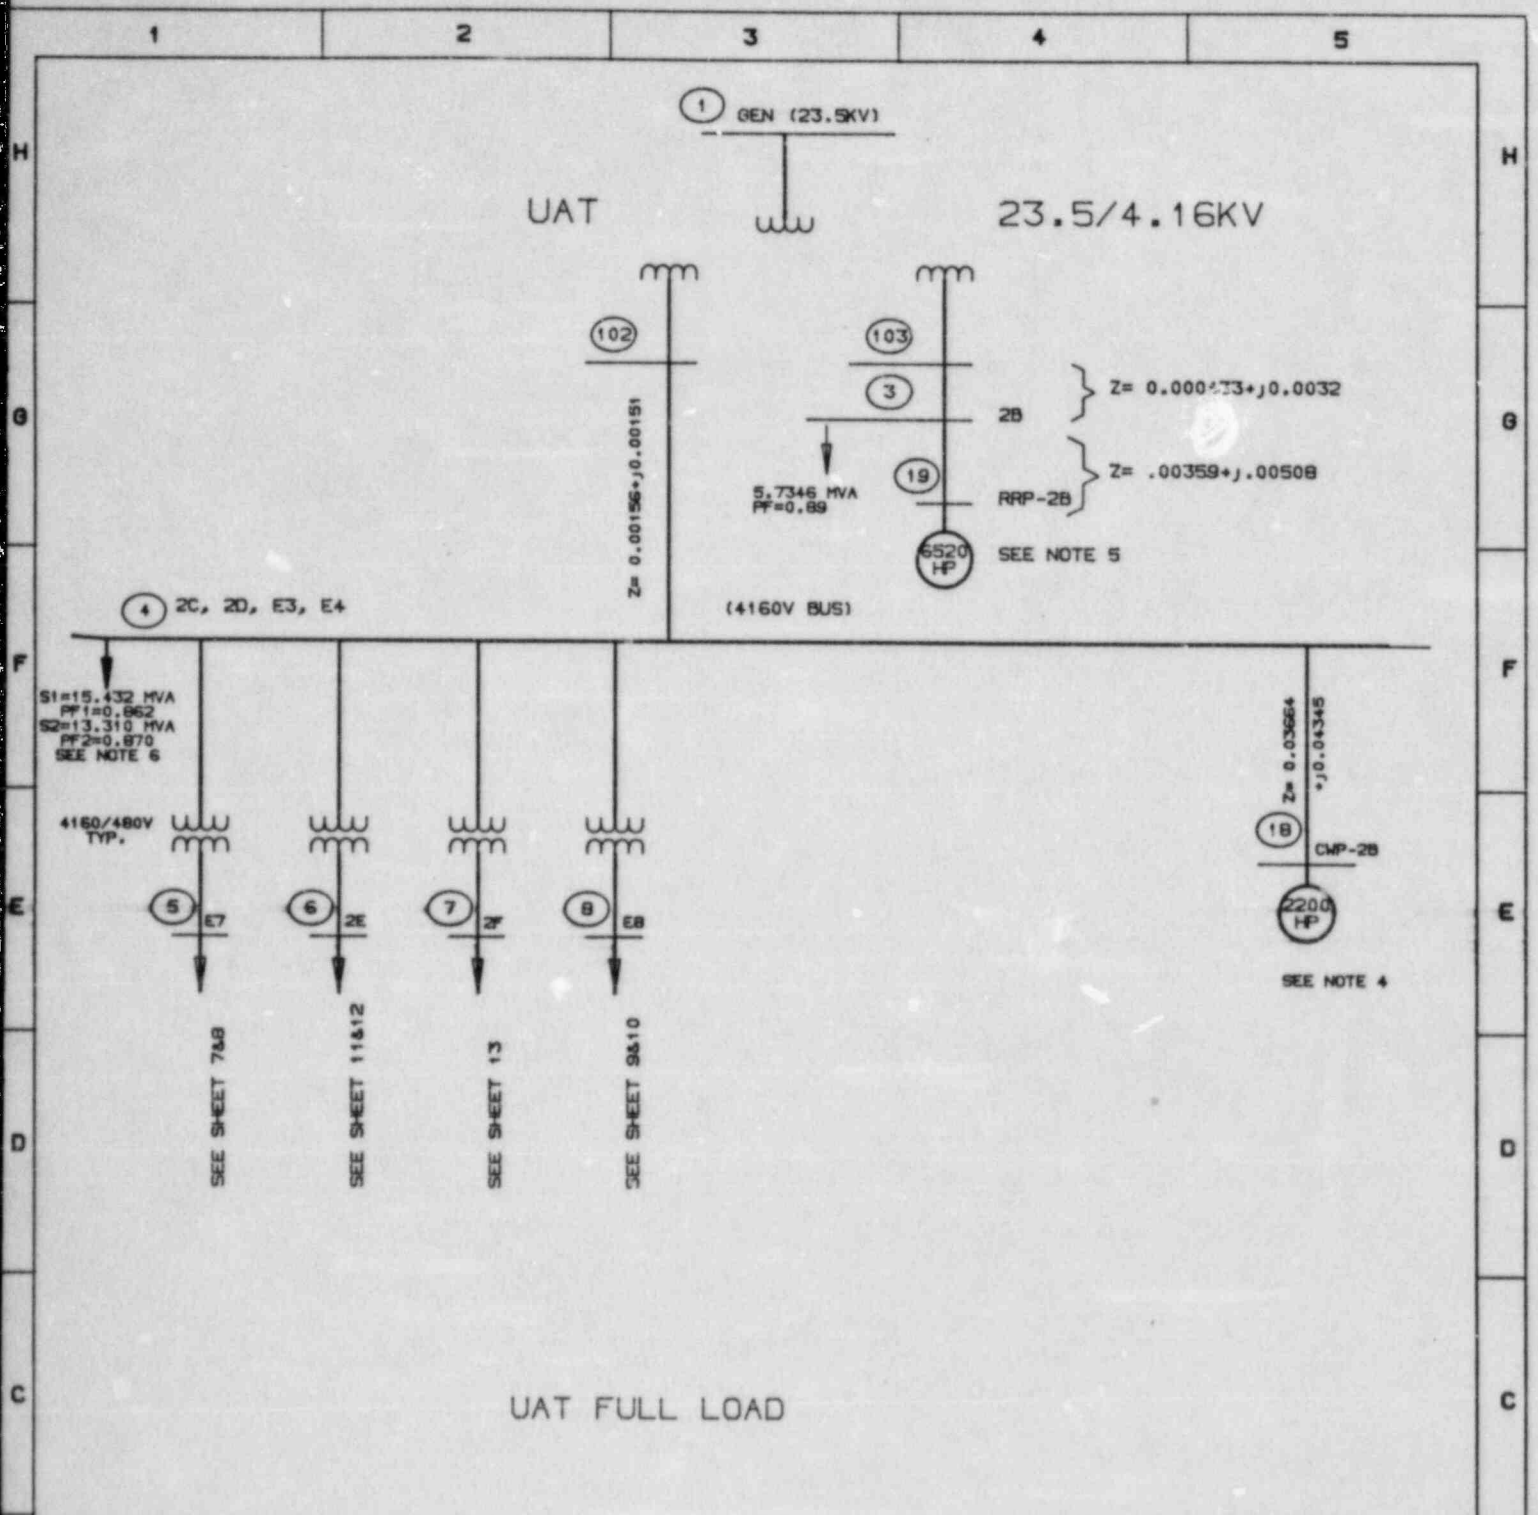 1 2 3 4 5
H H
1 GEN (23.5KV)
UAT
23.5/4.16KV
102
103
3
2B
Z= +j0.0032
G G
Z= 0.00156+j0.00151
5.7346 MVA
PF=0.89
19
RRP-2B
Z= .00359+j.00508
6520
HP
SEE NOTE 5
4 2C, 2D, E3, E4
(4160V BUS)
F F
S1=15.432 MVA
PF1=0.862
S2=13.310 MVA
PF2=0.870
SEE NOTE 6
Z= 0.03664
+j0.04345
4160/480V
TYP.
18
CWP-2B
E E
5 E7
6 2E
7 2F
8 E8
2200
HP
SEE NOTE 4
SEE SHEET 7&8
SEE SHEET 11&12
SEE SHEET 13
SEE SHEET 9&10
D D
C C
UAT FULL LOAD